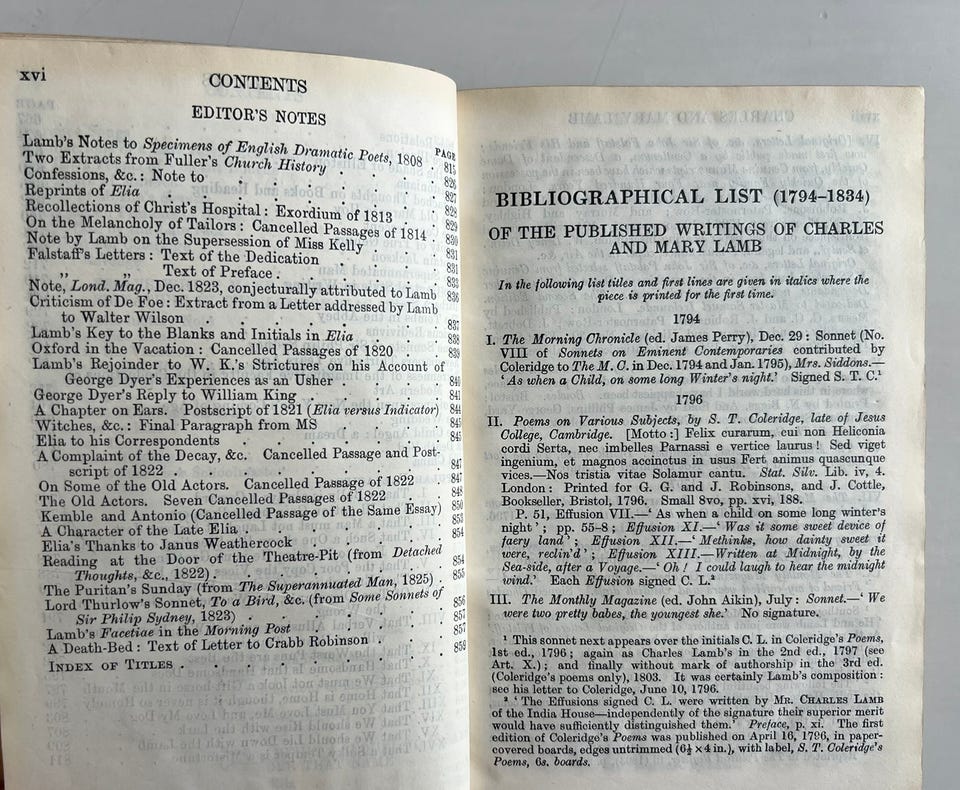 xvi
CONTENTS
EDITOR'S NOTES
PAGE
Lamb's Notes to Specimens of English Dramatic Poets, 1808 . 815
Two Extracts from Fuller's Church History . . . . 826
Confessions, &c.: Note to . . . . . . 827
Reprints of Elia . . . . . . . 828
Recollections of Christ's Hospital: Exordium of 1813 . . 829
On the Melancholy of Tailors: Cancelled Passages of 1814 . 830
Note by Lamb on the Supersession of Miss Kelly . . . 831
Falstaff's Letters: Text of the Dedication . . . 831
„ „ Text of Preface . . . . 833
Note, Lond. Mag., Dec. 1823, conjecturally attributed to Lamb 836
Criticism of De Foe: Extract from a Letter addressed by Lamb
to Walter Wilson . . . . . . 837
Lamb's Key to the Blanks and Initials in Elia . . . 838
Oxford in the Vacation: Cancelled Passages of 1820 . . 839
Lamb's Rejoinder to W. K.'s Strictures on his Account of
George Dyer's Experiences as an Usher . . . 840
George Dyer's Reply to William King . . . . 841
A Chapter on Ears. Postscript of 1821 (Elia versus Indicator) 844
Witches, &c.: Final Paragraph from MS . . . . 845
Elia to his Correspondents . . . . . 845
A Complaint of the Decay, &c. Cancelled Passage and Post-
script of 1822 . . . . . . . 847
On Some of the Old Actors. Cancelled Passage of 1822 . 847
The Old Actors. Seven Cancelled Passages of 1822 . . 848
Kemble and Antonio (Cancelled Passage of the Same Essay) 850
A Character of the Late Elia . . . . . 853
Elia's Thanks to Janus Weathercock . . . . 854
Reading at the Door of the Theatre-Pit (from Detached
Thoughts, &c., 1822) . . . . . . 854
The Puritan's Sunday (from The Superannuated Man, 1825) . 855
Lord Thurlow's Sonnet, To a Bird, &c. (from Some Sonnets of
Sir Philip Sydney, 1823) . . . . . 856
Lamb's Facetiae in the Morning Post . . . . 857
A Death-Bed: Text of Letter to Crabb Robinson . . 857
INDEX OF TITLES . . . . . . . 859
BIBLIOGRAPHICAL LIST (1794–1834)
OF THE PUBLISHED WRITINGS OF CHARLES
AND MARY LAMB
In the following list titles and first lines are given in italics where the
piece is printed for the first time.
1794
I. The Morning Chronicle (ed. James Perry), Dec. 29: Sonnet (No.
VIII of Sonnets on Eminent Contemporaries contributed by
Coleridge to The M. C. in Dec. 1794 and Jan. 1795), Mrs. Siddons.—
'As when a Child, on some long Winter's night.' Signed S. T. C.¹
1796
II. Poems on Various Subjects, by S. T. Coleridge, late of Jesus
College, Cambridge. [Motto:] Felix curarum, cui non Heliconia
cordi Serta, nec imbelles Parnassi e vertice laurus! Sed viget
ingenium, et magnos accinctus in usus Fert animus quascunque
vices.—Nos tristia vitae Solamur cantu. Stat. Silv. Lib. iv, 4.
London: Printed for G. G. and J. Robinsons, and J. Cottle,
Bookseller, Bristol, 1796. Small 8vo, pp. xvi, 188.
P. 51, Effusion VII.—'As when a child on some long winter's
night'; pp. 55–8; Effusion XI.—'Was it some sweet device of
faery land'; Effusion XII.—'Methinks, how dainty sweet it
were, reclin'd'; Effusion XIII.—Written at Midnight, by the
Sea-side, after a Voyage.—'Oh! I could laugh to hear the midnight
wind.' Each Effusion signed C. L.²
III. The Monthly Magazine (ed. John Aikin), July: Sonnet.—'We
were two pretty babes, the youngest she.' No signature.
¹ This sonnet next appears over the initials C. L. in Coleridge's Poems,
1st ed., 1796; again as Charles Lamb's in the 2nd ed., 1797 (see
Art. X.); and finally without mark of authorship in the 3rd ed.
(Coleridge's poems only), 1803. It was certainly Lamb's composition:
see his letter to Coleridge, June 10, 1796.
² 'The Effusions signed C. L. were written by MR. CHARLES LAMB
of the India House—independently of the signature their superior merit
would have sufficiently distinguished them.' Preface, p. xi. The first
edition of Coleridge's Poems was published on April 16, 1796, in paper-
covered boards, edges untrimmed (6½ × 4 in.), with label, S. T. Coleridge's
Poems, 6s. boards.